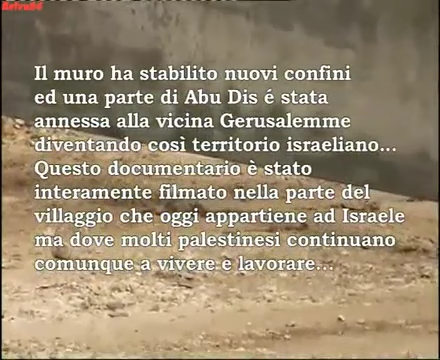 Il muro ha stabilito nuovi confini
ed una parte di Abu Dis é stata
annessa alla vicina Gerusalemme
diventando così territorio israeliano...
Questo documentario è stato
interamente filmato nella parte del
villaggio che oggi appartiene ad Israele
ma dove molti palestinesi continuano
comunque a vivere e lavorare...